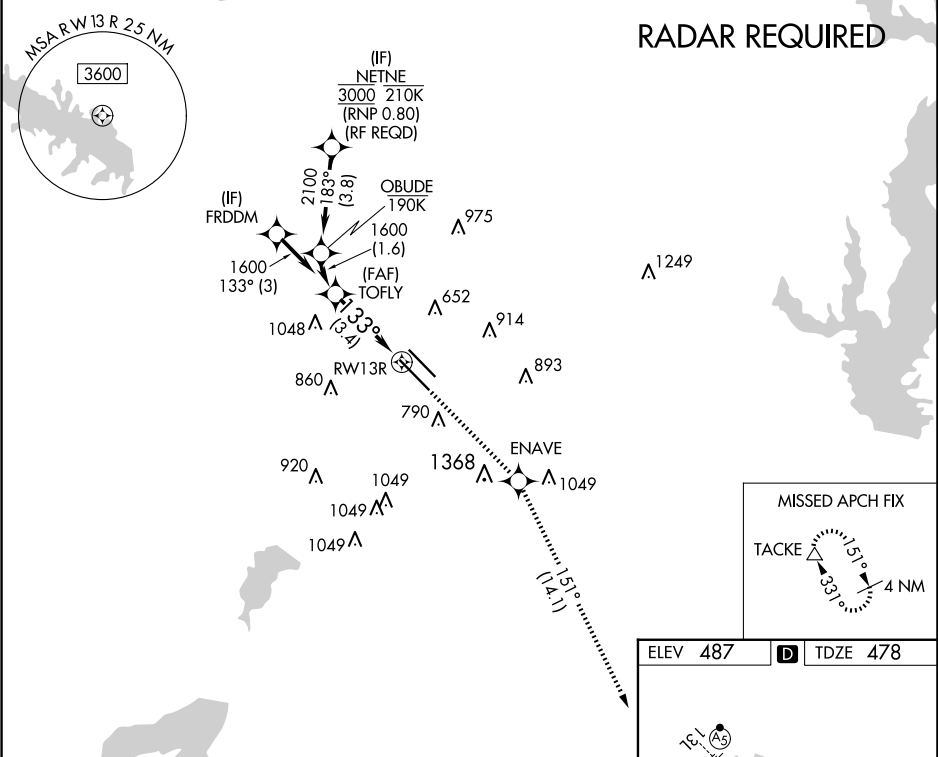 MSA RW13R 25 NM
3600
RADAR REQUIRED
(IF)
NETNE
3000 210K
(RNP 0.80)
(RF REQD)
2100
183°
(3.8)
OBUDE
190K
(IF)
FRDDM
1600
(1.6)
975
1249
1600
133° (3)
(FAF)
TOFLY
652
1048
133°
(3.4)
914
RW13R
893
860
790
ENAVE
1368
1049
920
1049
1049
1049
MISSED APCH FIX
TACKE
151°
331°
4 NM
151°
(14.1)
ELEV 487
D
TDZE 478
13L
A5